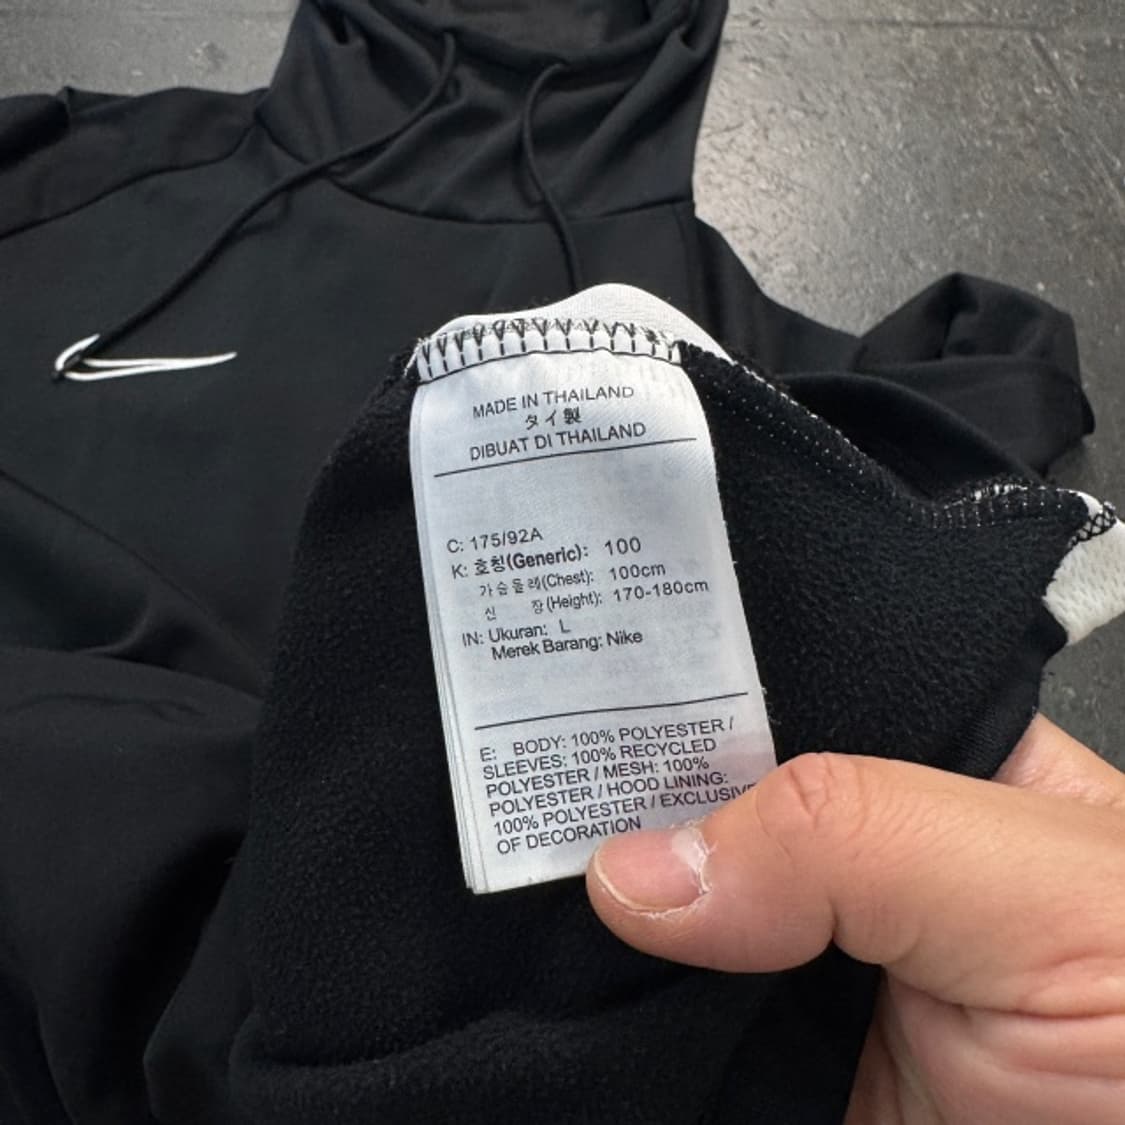 MADE IN THAILAND
タイ製
DIBUAT DI THAILAND
C: 175/92A
K: 호칭(Generic): 100
가슴둘레(Chest): 100cm
신 장(Height): 170-180cm
IN: Ukuran: L
Merek Barang: Nike
E: BODY: 100% POLYESTER /
SLEEVES: 100% RECYCLED
POLYESTER / MESH: 100%
POLYESTER / HOOD LINING:
100% POLYESTER / EXCLUSIVE
OF DECORATION